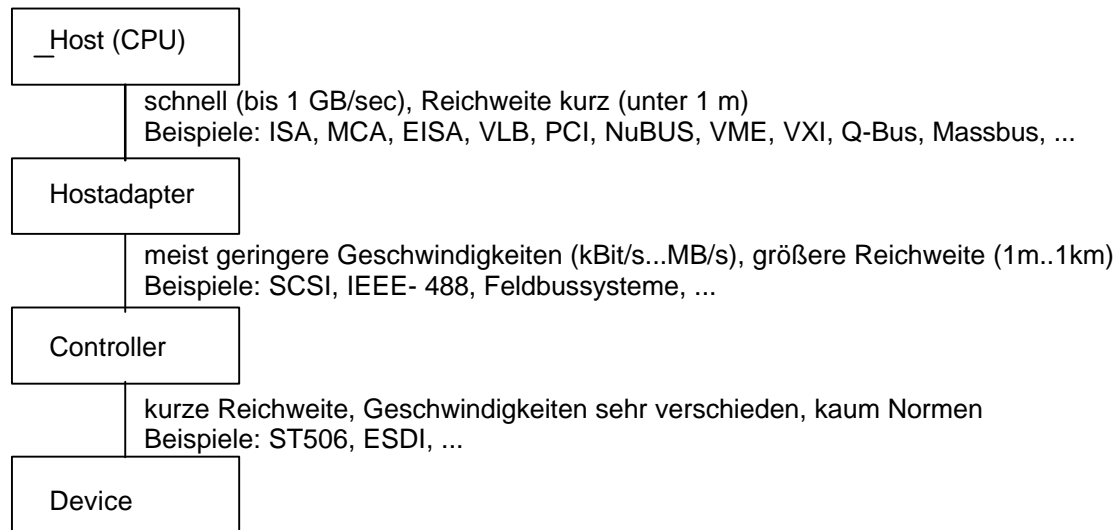 _Host (CPU)
schnell (bis 1 GB/sec), Reichweite kurz (unter 1 m)
Beispiele: ISA, MCA, EISA, VLB, PCI, NuBUS, VME, VXI, Q-Bus, Massbus, ...
Hostadapter
meist geringere Geschwindigkeiten (kBit/s...MB/s), größere Reichweite (1m..1km)
Beispiele: SCSI, IEEE- 488, Feldbussysteme, ...
Controller
kurze Reichweite, Geschwindigkeiten sehr verschieden, kaum Normen
Beispiele: ST506, ESDI, ...
Device